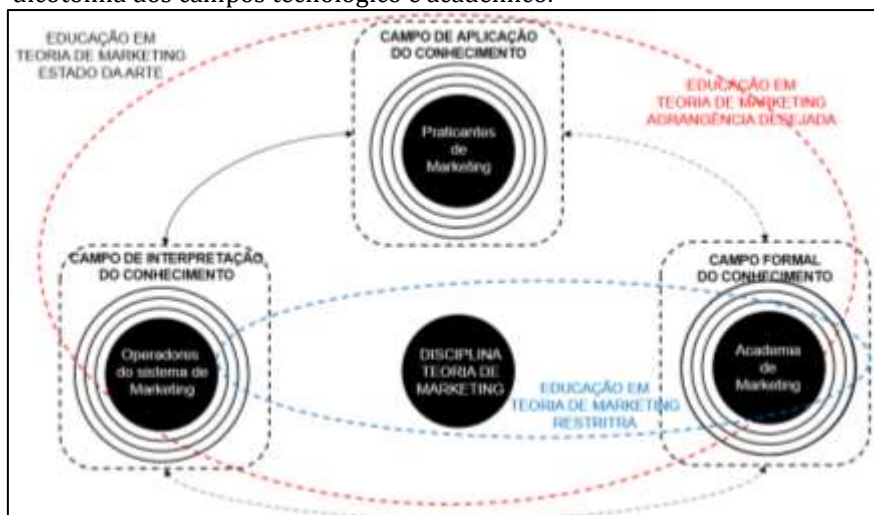 dicotomia dos campos tecnológico e acadêmico.
EDUCAÇÃO EM
TEORIA DE MARKETING
ESTADO DA ARTE
CAMPO DE APLICAÇÃO
DO CONHECIMENTO
Praticantes
de
Marketing
EDUCAÇÃO EM
TEORIA DE MARKETING
AGRANGÊNCIA DESEJADA
CAMPO DE INTERPRETAÇÃO
DO CONHECIMENTO
Operadores
do sistema de
Marketing
DISCIPLINA
TEORIA DE
MARKETING
EDUCAÇÃO EM
TEORIA DE MARKETING
RESTRITRA
CAMPO FORMAL
DO CONHECIMENTO
Academia
de
Marketing